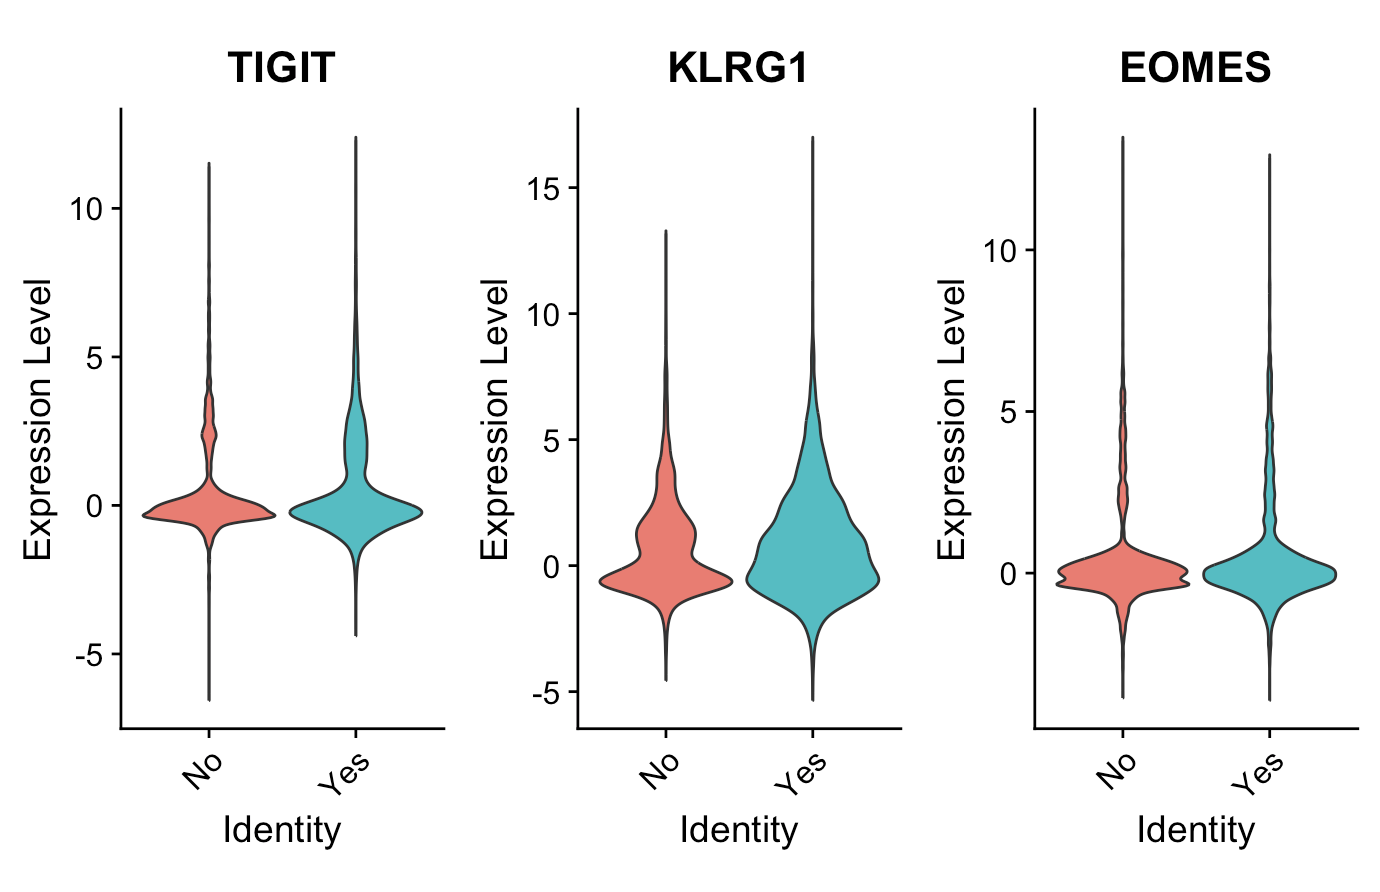 TIGIT
Expression Level
10
5
0
-5
No
Yes
Identity
KLRG1
Expression Level
15
10
5
0
-5
No
Yes
Identity
EOMES
Expression Level
10
5
0
No
Yes
Identity